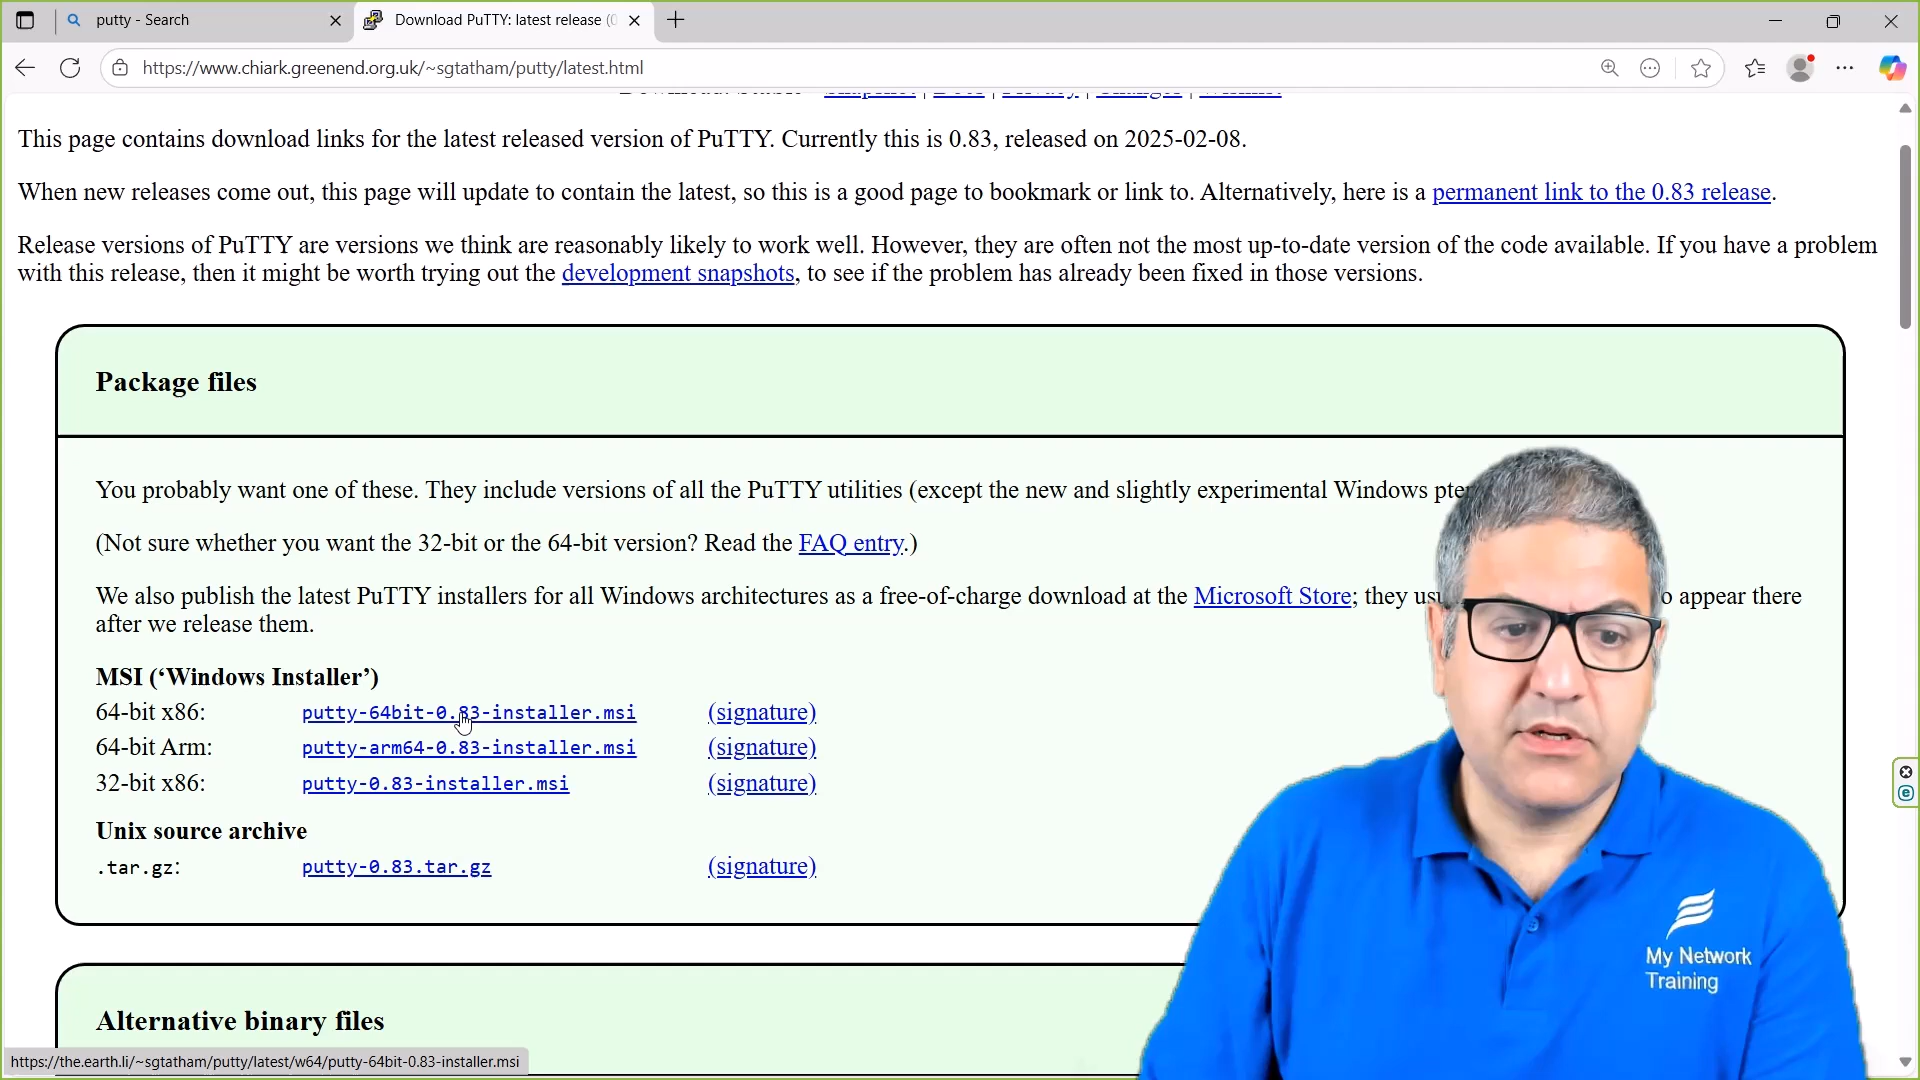 putty - Search
Download PuTTY: latest release (0
https://www.chiark.greenend.org.uk/~sgtatham/putty/latest.html
Download: Stable · Snapshot | Docs | Privacy | Changes | Wishlist
This page contains download links for the latest released version of PuTTY. Currently this is 0.83, released on 2025-02-08.
When new releases come out, this page will update to contain the latest, so this is a good page to bookmark or link to. Alternatively, here is a permanent link to the 0.83 release.
Release versions of PuTTY are versions we think are reasonably likely to work well. However, they are often not the most up-to-date version of the code available. If you have a problem
with this release, then it might be worth trying out the development snapshots, to see if the problem has already been fixed in those versions.
Package files
You probably want one of these. They include versions of all the PuTTY utilities (except the new and slightly experimental Windows pter
(Not sure whether you want the 32-bit or the 64-bit version? Read the FAQ entry.)
We also publish the latest PuTTY installers for all Windows architectures as a free-of-charge download at the Microsoft Store; they usu o appear there
after we release them.
MSI (‘Windows Installer’)
64-bit x86: putty-64bit-0.83-installer.msi (signature)
64-bit Arm: putty-arm64-0.83-installer.msi (signature)
32-bit x86: putty-0.83-installer.msi (signature)
Unix source archive
.tar.gz: putty-0.83.tar.gz (signature)
Alternative binary files
https://the.earth.li/~sgtatham/putty/latest/w64/putty-64bit-0.83-installer.msi
My Network
Training